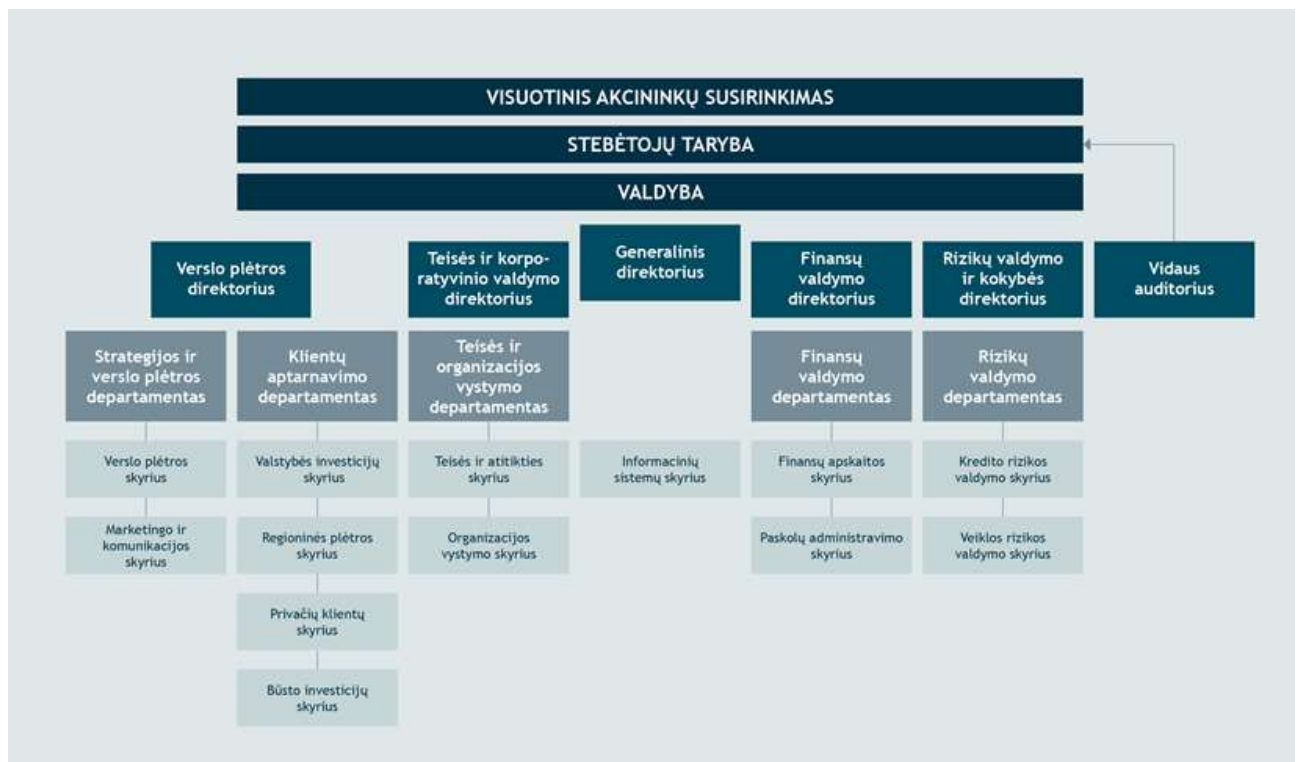 VISUOTINIS AKCININKŲ SUSIRINKIMAS
STEBĖTOJŲ TARYBA
VALDYBA
Verslo plėtros
direktorius
Teisės ir korpo-
ratyvinio valdymo
direktorius
Generalinis
direktorius
Finansų
valdymo
direktorius
Rizikų valdymo
ir kokybės
direktorius
Vidaus
auditorius
Strategijos ir
verslo plėtros
departamentas
Klientų
aptarnavimo
departamentas
Teisės ir
organizacijos
vystymo
departamentas
Finansų
valdymo
departamentas
Rizikų
valdymo
departamentas
Verslo plėtros
skyrius
Valstybės investicijų
skyrius
Teisės ir atitikties
skyrius
Informacinių
sistemų skyrius
Finansų apskaitos
skyrius
Kredito rizikos
valdymo skyrius
Marketingo ir
komunikacijos
skyrius
Regioninės plėtros
skyrius
Organizacijos
vystymo skyrius
Paskolų administravimo
skyrius
Veiklos rizikos
valdymo skyrius
Privačių klientų
skyrius
Būsto investicijų
skyrius